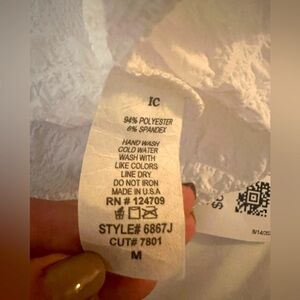 IC
94% POLYESTER
6% SPANDEX
HAND WASH
COLD WATER
WASH WITH
LIKE COLORS
LINE DRY
DO NOT IRON
MADE IN U.S.A
RN # 124709
STYLE# 6867J
CUT# 7801
M